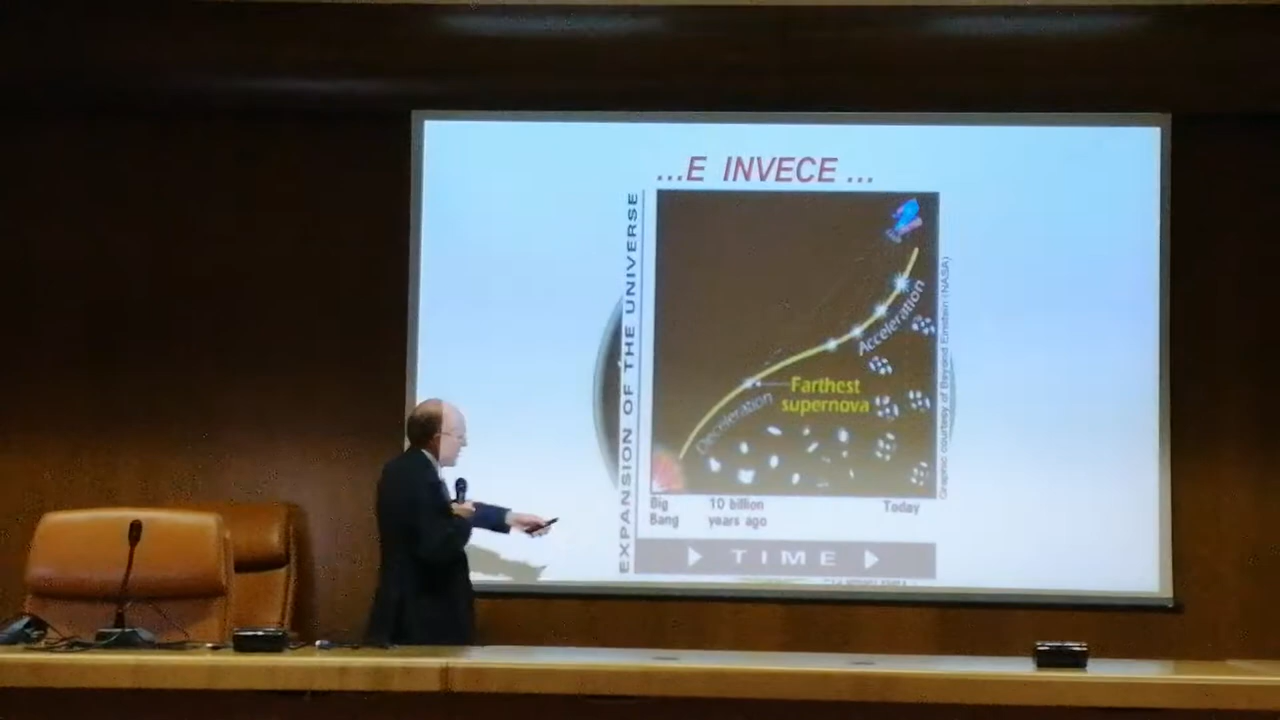 ...E INVECE ...
EXPANSION OF THE UNIVERSE
Acceleration
Farthest
supernova
Deceleration
Graphic courtesy of Beyond Einstein (NASA)
Big
Bang
10 billion
years ago
Today
TIME